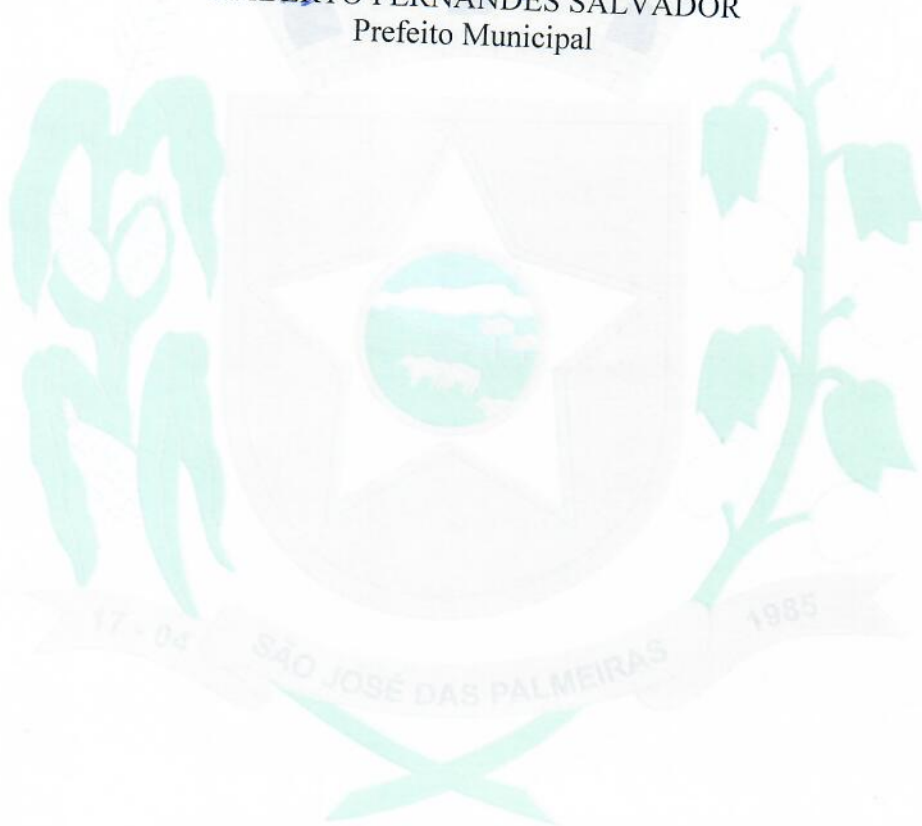 FERNANDES SALVADOR
Prefeito Municipal
17 - 04
SÃO JOSÉ DAS PALMEIRAS
1985